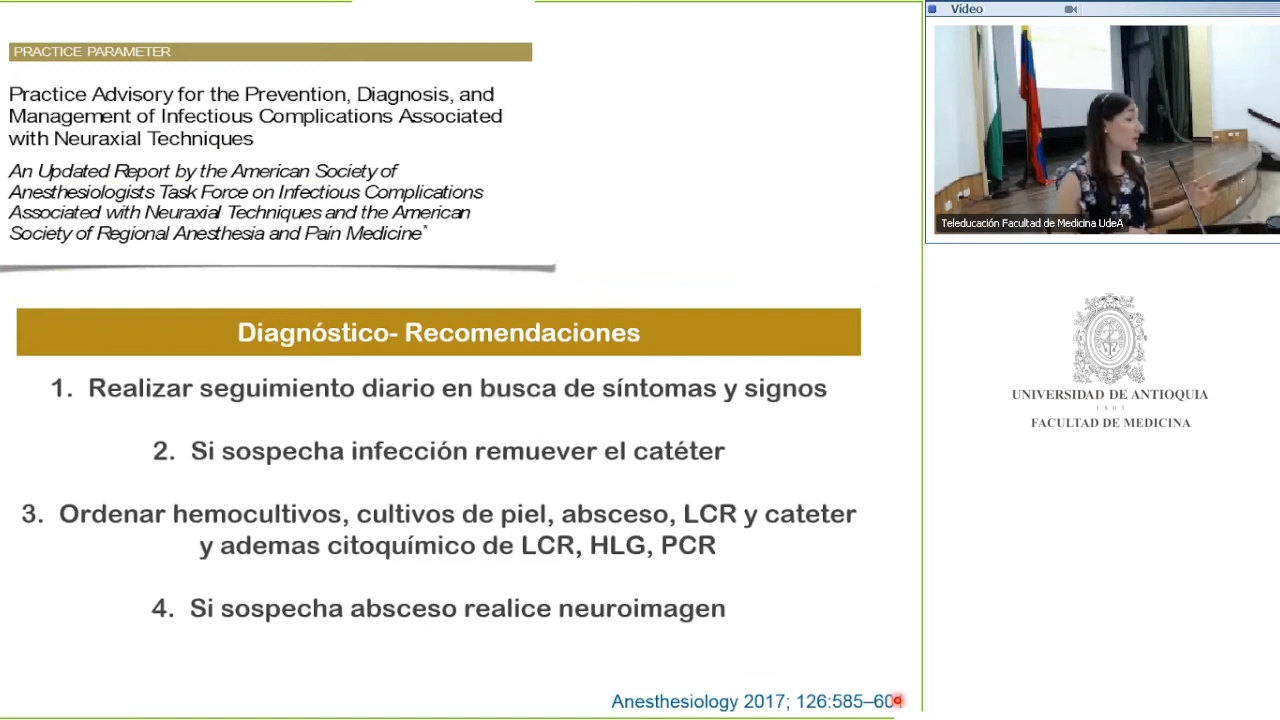 PRACTICE PARAMETER
Practice Advisory for the Prevention, Diagnosis, and
Management of Infectious Complications Associated
with Neuraxial Techniques
An Updated Report by the American Society of
Anesthesiologists Task Force on Infectious Complications
Associated with Neuraxial Techniques and the American
Society of Regional Anesthesia and Pain Medicine*
Diagnóstico- Recomendaciones
1. Realizar seguimiento diario en busca de síntomas y signos
2. Si sospecha infección remuever el catéter
3. Ordenar hemocultivos, cultivos de piel, absceso, LCR y cateter
y ademas citoquímico de LCR, HLG, PCR
4. Si sospecha absceso realice neuroimagen
Anesthesiology 2017; 126:585–60
Vídeo
Teleducación Facultad de Medicina UdeA
UNIVERSIDAD DE ANTIOQUIA
1803
FACULTAD DE MEDICINA